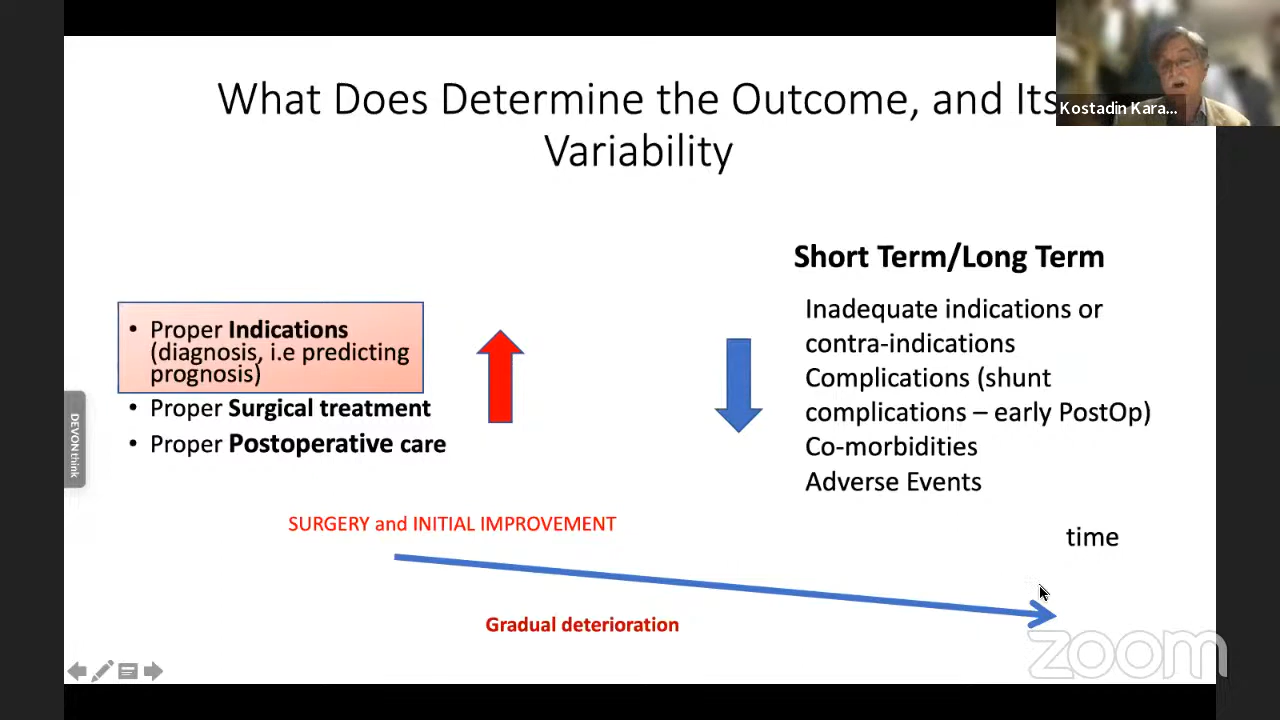 What Does Determine the Outcome, and Its
Variability
Kostadin Kara...
Short Term/Long Term
• Proper Indications
(diagnosis, i.e predicting
prognosis)
• Proper Surgical treatment
• Proper Postoperative care
Inadequate indications or
contra-indications
Complications (shunt
complications – early PostOp)
Co-morbidities
Adverse Events
SURGERY and INITIAL IMPROVEMENT
time
Gradual deterioration
DEVONthink
zoom